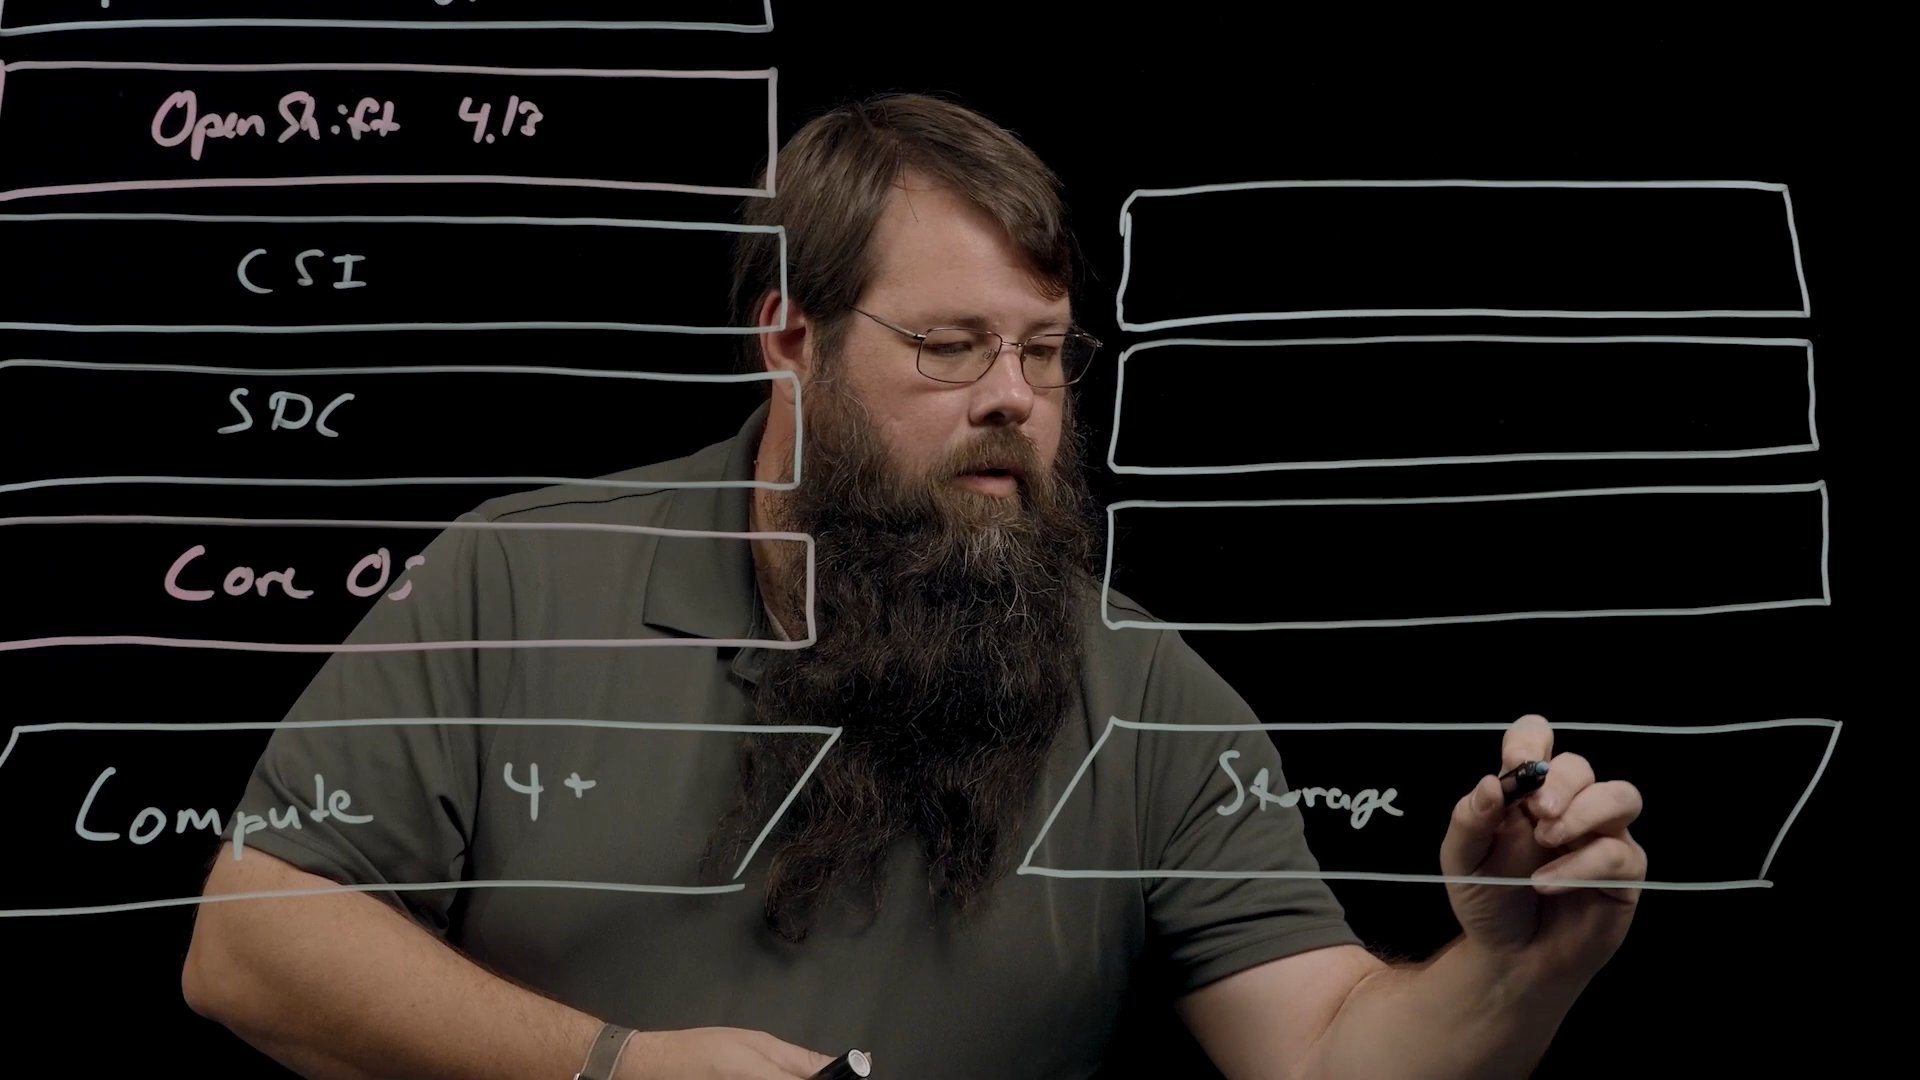 OpenShift 4.13
CSI
SDC
Core OS
Compute 4+
Storage